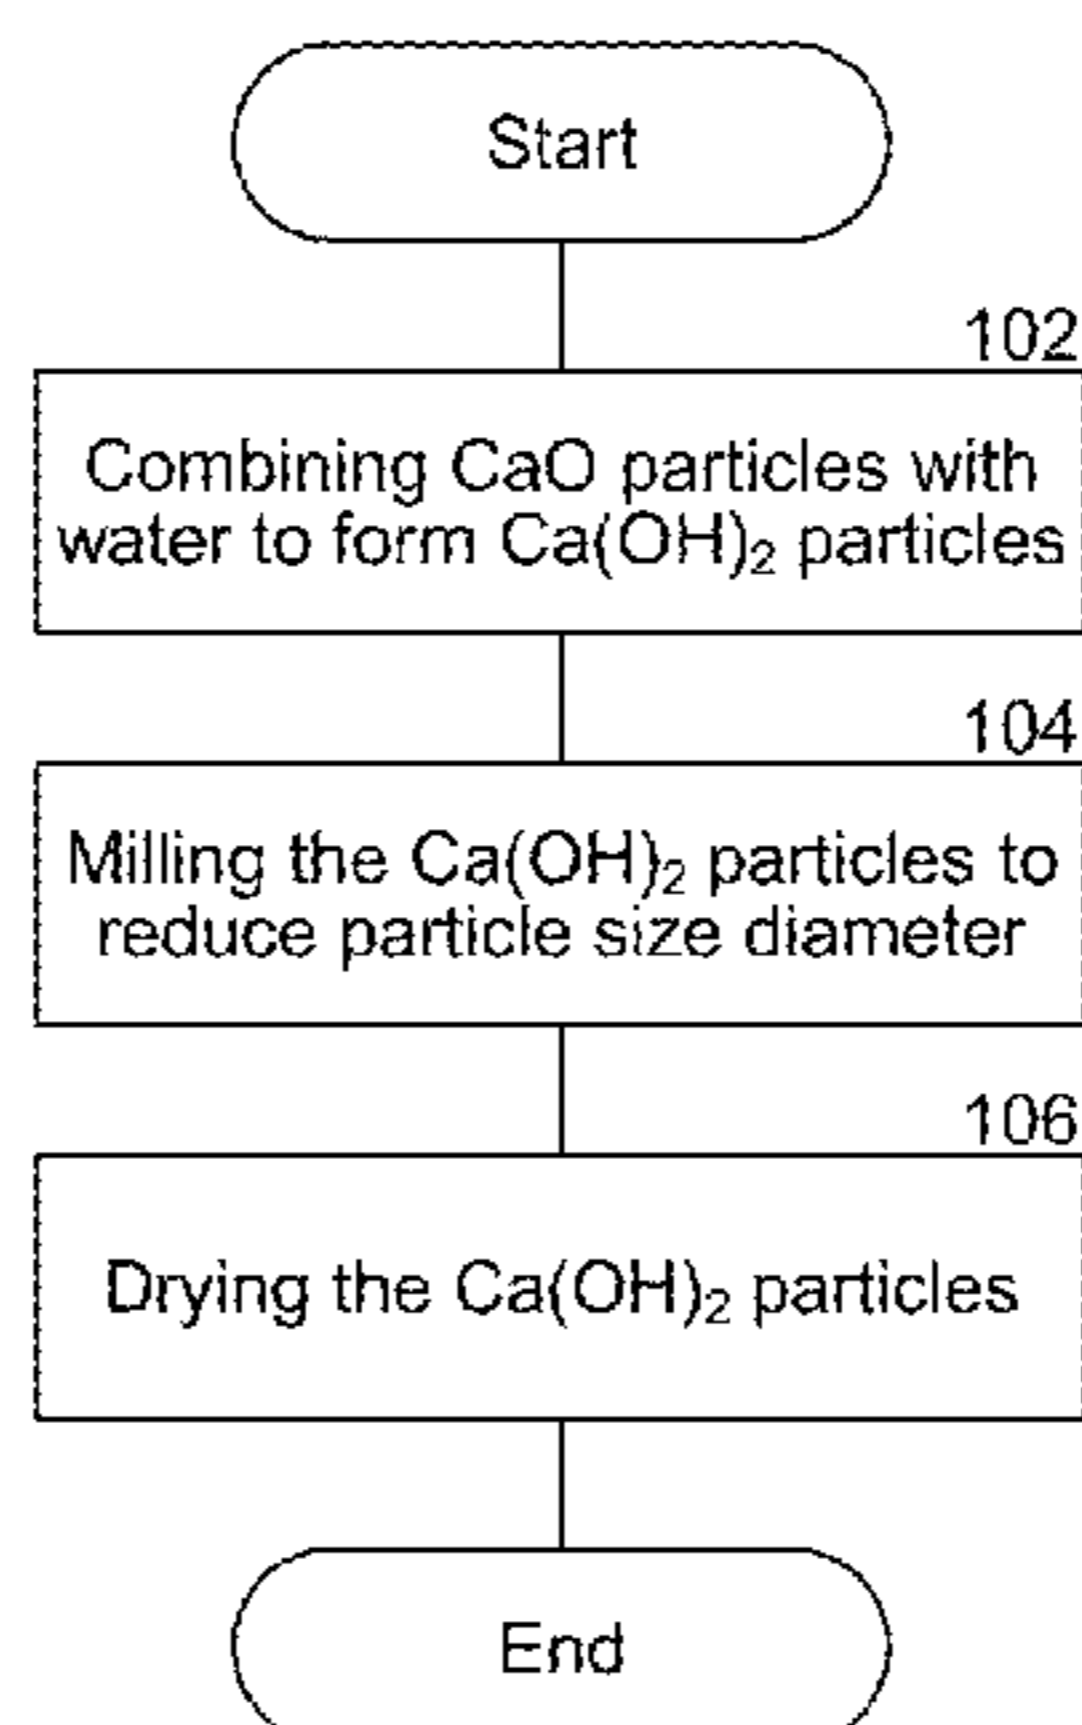 Start
102
Combining CaO particles with
water to form Ca(OH)₂ particles
104
Milling the Ca(OH)₂ particles to
reduce particle size diameter
106
Drying the Ca(OH)₂ particles
End